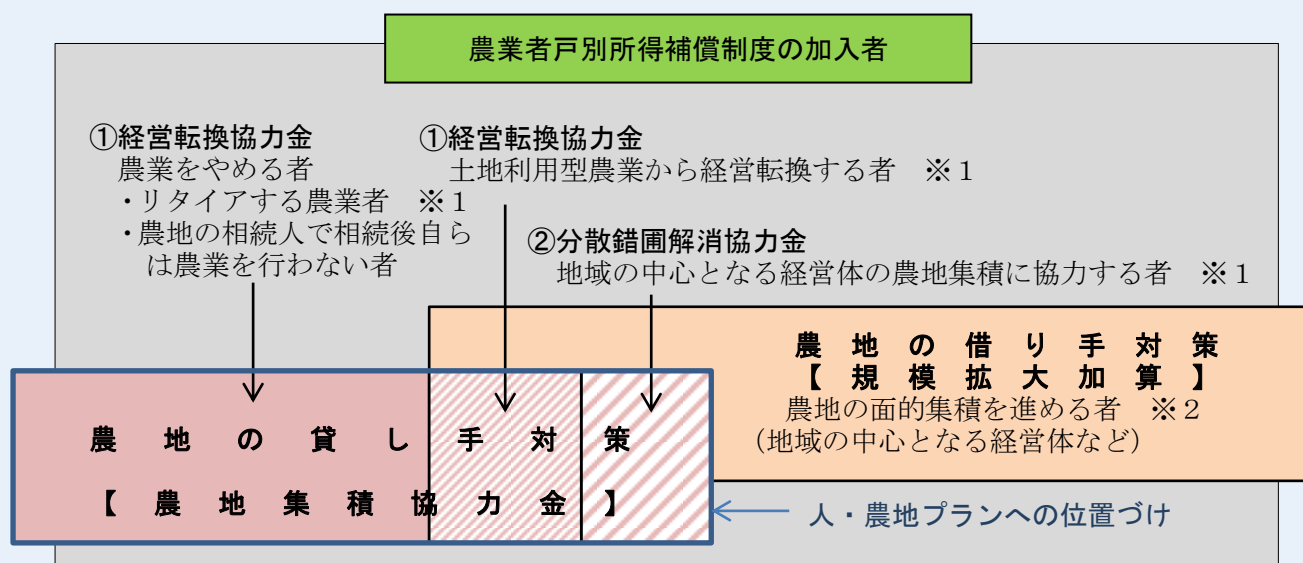 農業者戸別所得補償制度の加入者
①経営転換協力金
農業をやめる者
・リタイアする農業者　※１
・農地の相続人で相続後自ら
は農業を行わない者
①経営転換協力金
土地利用型農業から経営転換する者　※１
②分散錯圃解消協力金
地域の中心となる経営体の農地集積に協力する者　※１
農地の借り手対策
【規模拡大加算】
農地の面的集積を進める者　※２
（地域の中心となる経営体など）
農地の貸し手対策
【農地集積協力金】
人・農地プランへの位置づけ